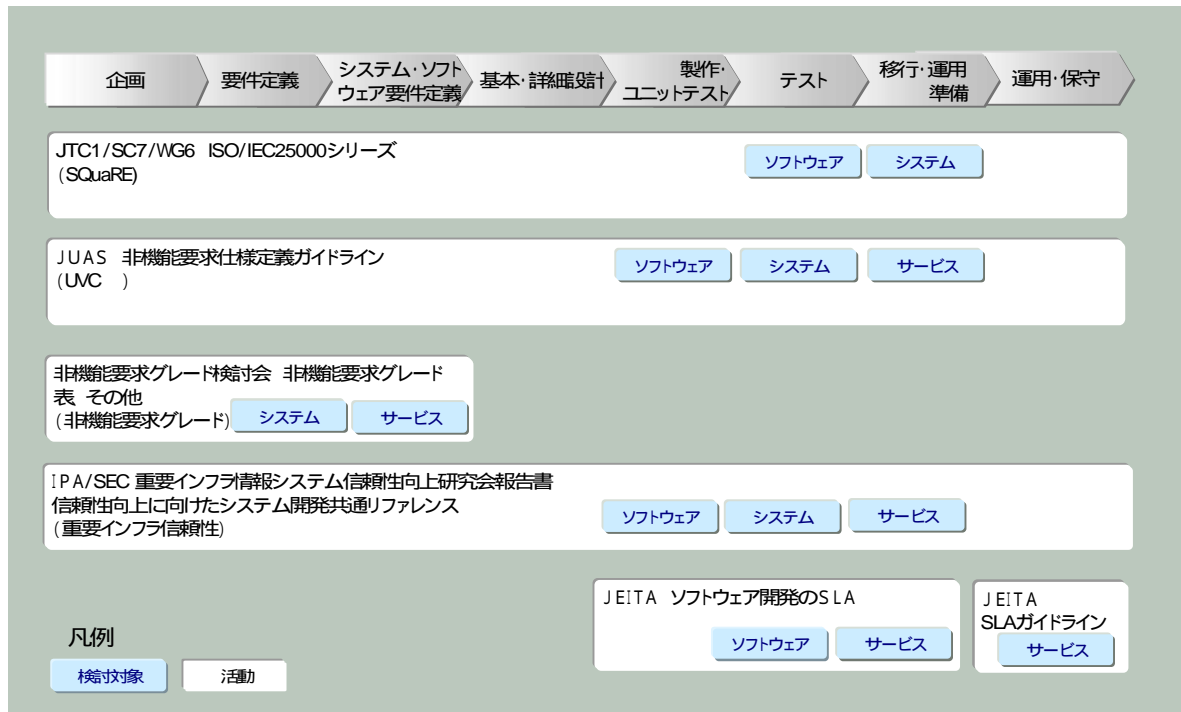 企画
要件定義
システム・ソフト
ウェア要件定義
基本・詳細設計
製作・
ユニットテスト
テスト
移行・運用
準備
運用・保守
JTC1/SC7/WG6 ISO/IEC25000シリーズ
(SQuaRE)
ソフトウェア
システム
JUAS 非機能要求仕様定義ガイドライン
(UVC )
ソフトウェア
システム
サービス
非機能要求グレード検討会 非機能要求グレード
表、その他
(非機能要求グレード)
システム
サービス
IPA/SEC 重要インフラ情報システム信頼性向上研究会報告書
信頼性向上に向けたシステム開発共通リファレンス
(重要インフラ信頼性)
ソフトウェア
システム
サービス
JEITA ソフトウェア開発のSLA
ソフトウェア
サービス
JEITA
SLAガイドライン
サービス
凡例
検討対象
活動